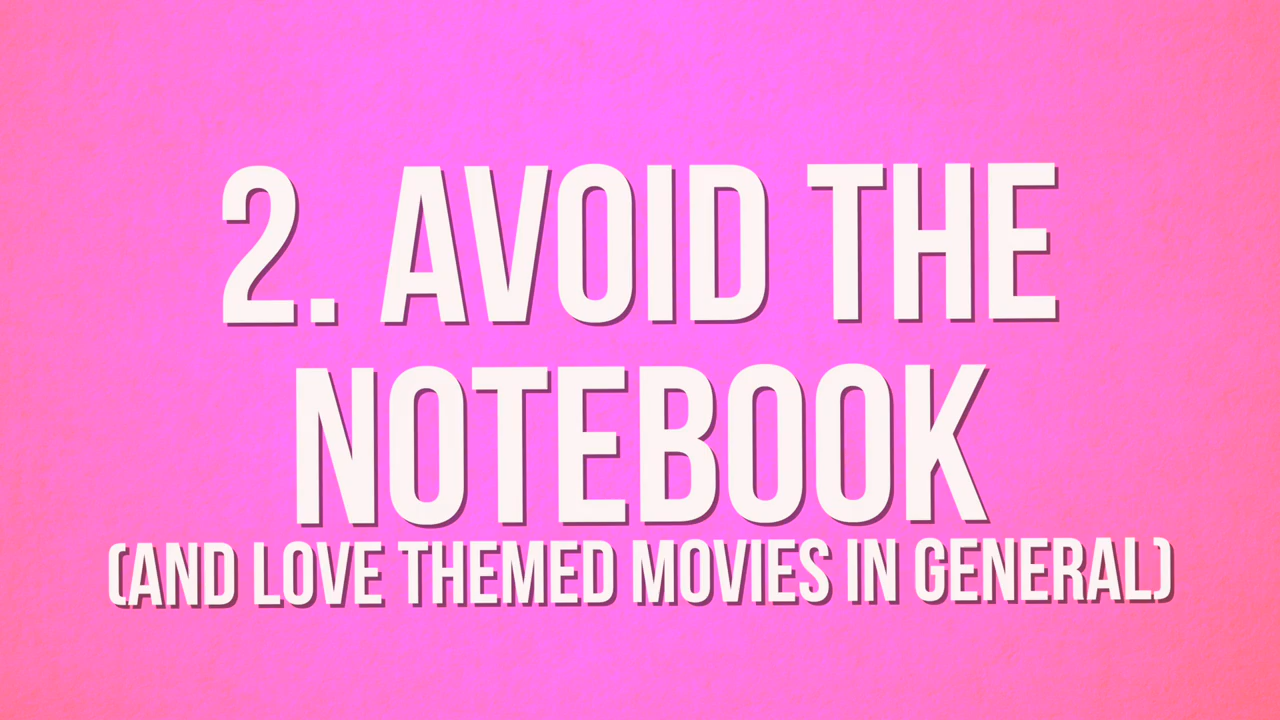 2. AVOID THE
NOTEBOOK
(AND LOVE THEMED MOVIES IN GENERAL)